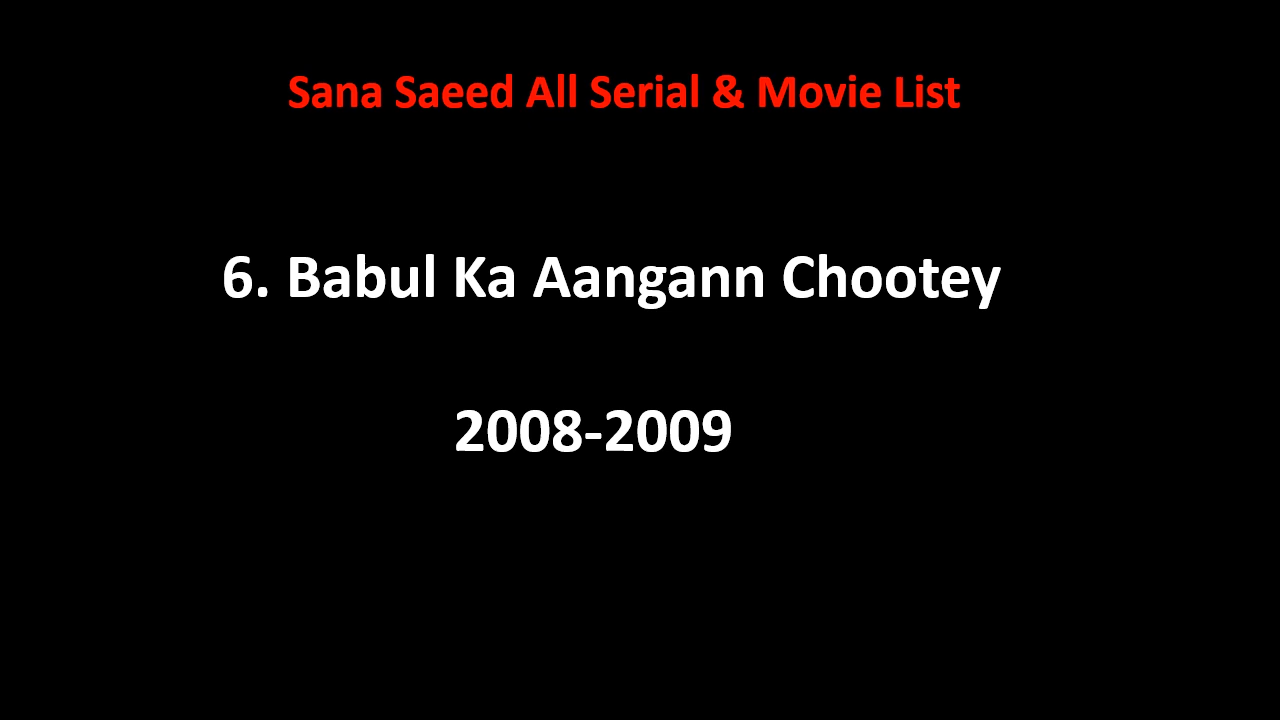 Sana Saeed All Serial & Movie List
6. Babul Ka Aangann Chootey
2008-2009